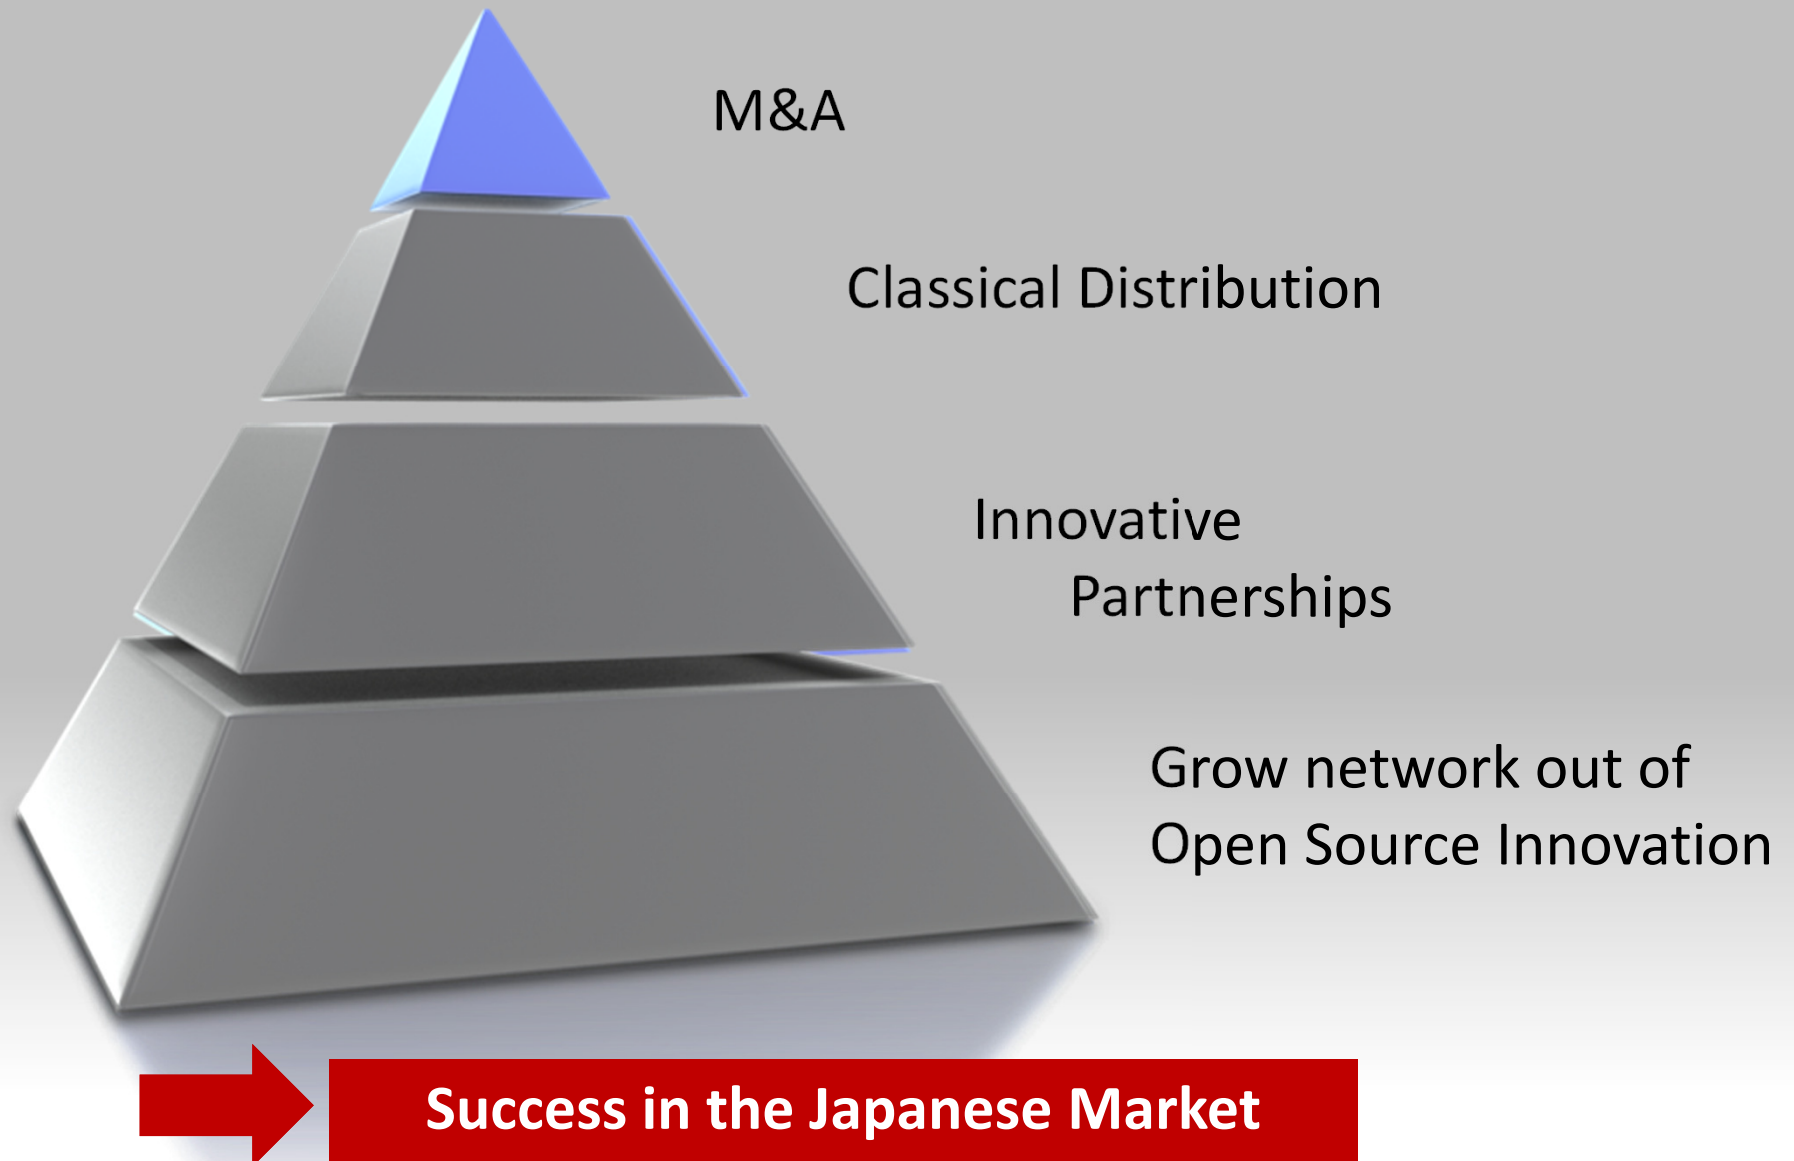 M&A
Classical Distribution
Innovative
Partnerships
Grow network out of
Open Source Innovation
Success in the Japanese Market